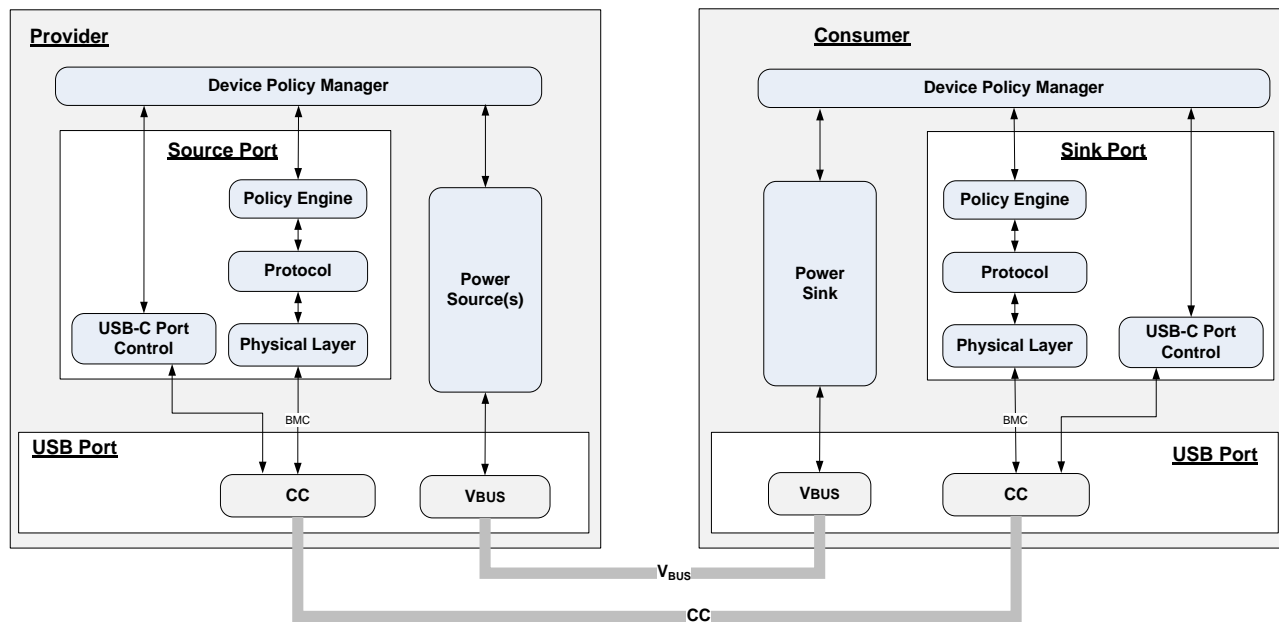 Provider
Device Policy Manager
Source Port
Policy Engine
Protocol
Physical Layer
USB-C Port
Control
Power
Source(s)
BMC
USB Port
CC
VBUS
Consumer
Device Policy Manager
Sink Port
Power
Sink
Policy Engine
Protocol
Physical Layer
USB-C Port
Control
BMC
USB Port
VBUS
CC
VBUS
CC